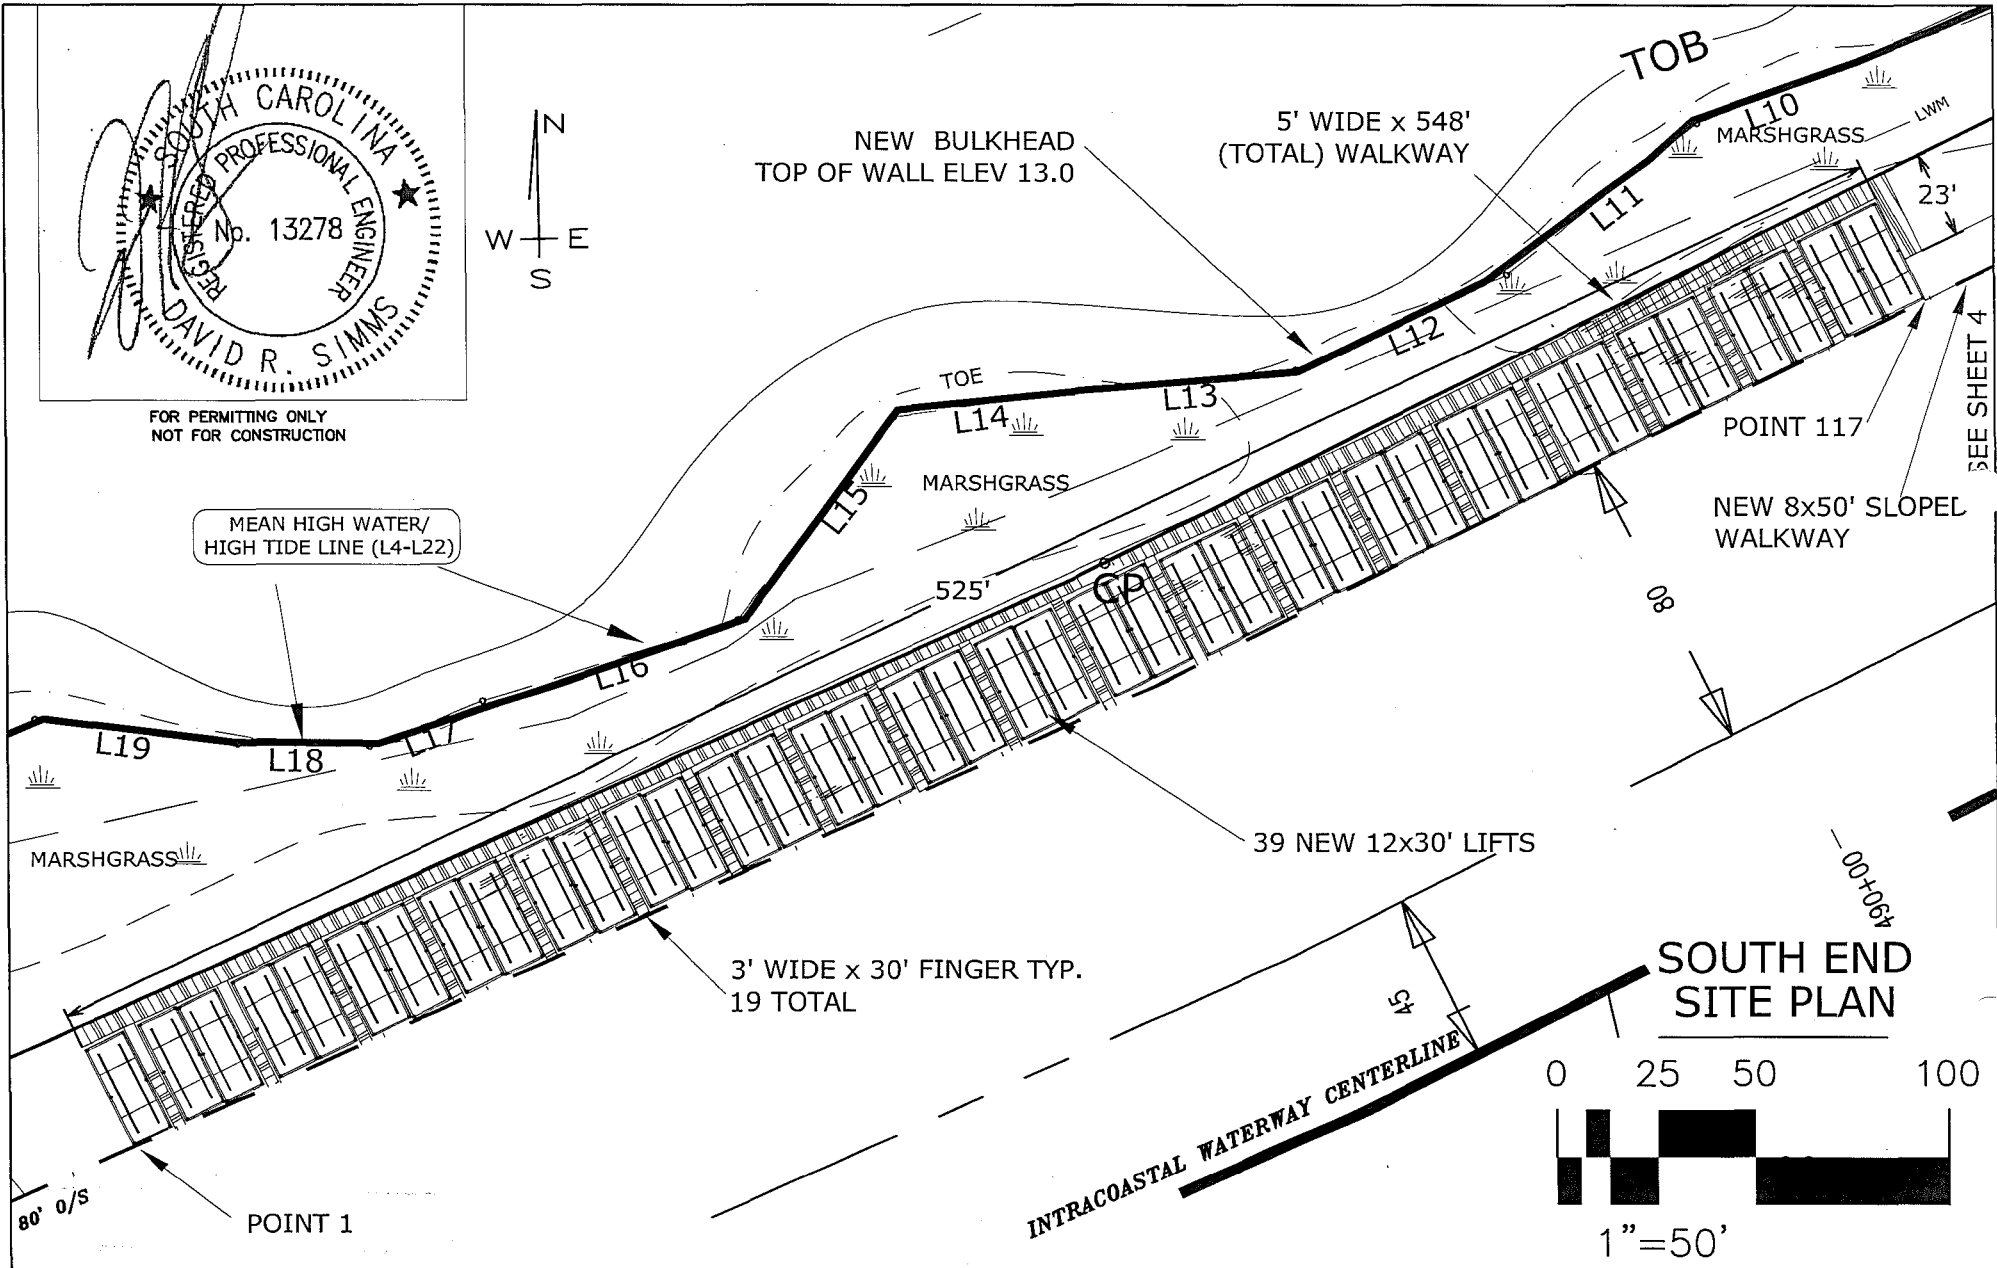 SOUTH CAROLINA
REGISTERED PROFESSIONAL ENGINEER
No. 13278
DAVID R. SIMMS
FOR PERMITTING ONLY
NOT FOR CONSTRUCTION
N
W E
S
NEW BULKHEAD
TOP OF WALL ELEV 13.0
5' WIDE x 548'
(TOTAL) WALKWAY
TOB
L10
MARSHGRASS
LWM
23'
L11
L12
TOE
L13
L14
L15
MARSHGRASS
SEE SHEET 4
POINT 117
NEW 8x50' SLOPED
WALKWAY
MEAN HIGH WATER/
HIGH TIDE LINE (L4-L22)
525'
CP
80
L16
L17
L18
L19
MARSHGRASS
39 NEW 12x30' LIFTS
490+00
3' WIDE x 30' FINGER TYP.
19 TOTAL
45
SOUTH END
SITE PLAN
INTRACOASTAL WATERWAY CENTERLINE
0 25 50 100
1"=50'
80' O/S
POINT 1